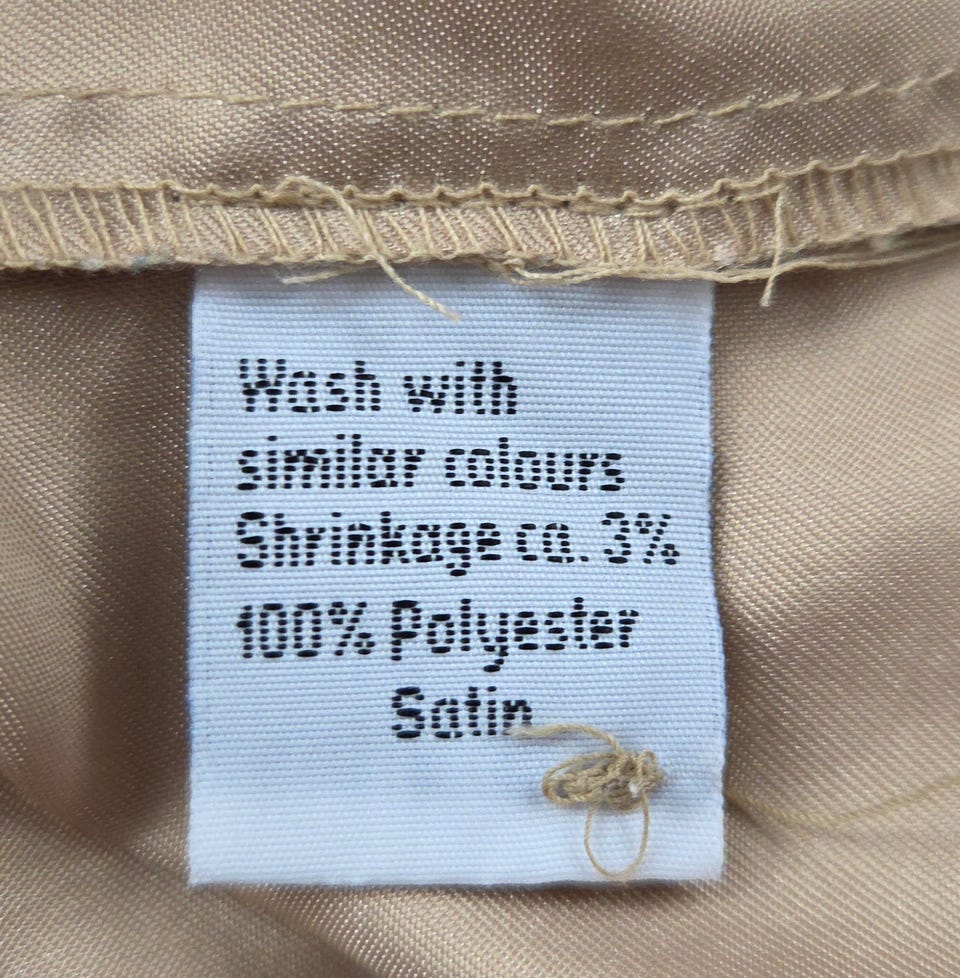 Wash with
similar colours
Shrinkage ca. 3%
100% Polyester
Satin